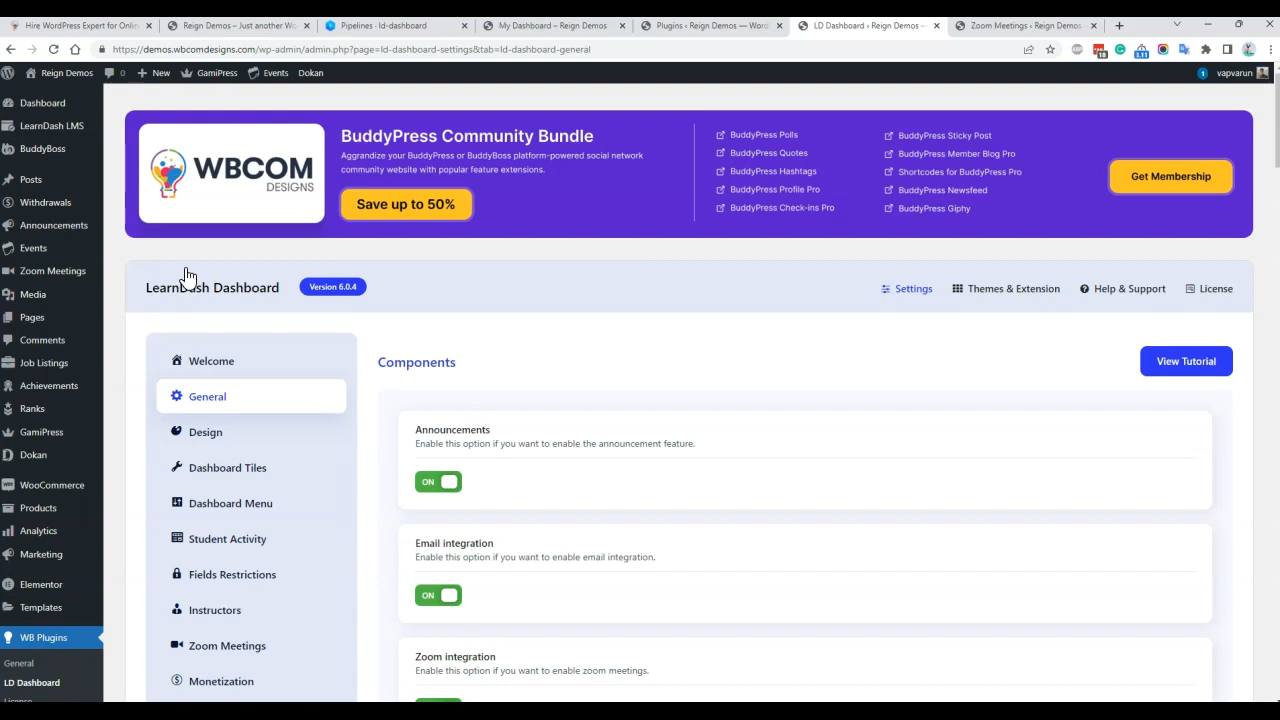 Hire WordPress Expert for Onlin
Reign Demos – Just another Wo
Pipelines · ld-dashboard
My Dashboard – Reign Demos
Plugins ‹ Reign Demos — Word
LD Dashboard ‹ Reign Demos —
Zoom Meetings ‹ Reign Demos
https://demos.wbcomdesigns.com/wp-admin/admin.php?page=ld-dashboard-settings&tab=ld-dashboard-general
18
3.11
Reign Demos
0
New
GamiPress
Events
Dokan
1
vapvarun
Dashboard
LearnDash LMS
BuddyBoss
Posts
Withdrawals
Announcements
Events
Zoom Meetings
Media
Pages
Comments
Job Listings
Achievements
Ranks
GamiPress
Dokan
WooCommerce
Products
Analytics
Marketing
Elementor
Templates
WB Plugins
General
LD Dashboard
License
WBCOM
DESIGNS
BuddyPress Community Bundle
Aggrandize your BuddyPress or BuddyBoss platform-powered social network
community website with popular feature extensions.
Save up to 50%
BuddyPress Polls
BuddyPress Quotes
BuddyPress Hashtags
BuddyPress Profile Pro
BuddyPress Check-ins Pro
BuddyPress Sticky Post
BuddyPress Member Blog Pro
Shortcodes for BuddyPress Pro
BuddyPress Newsfeed
BuddyPress Giphy
Get Membership
LearnDash Dashboard
Version 6.0.4
Settings
Themes & Extension
Help & Support
License
Welcome
General
Design
Dashboard Tiles
Dashboard Menu
Student Activity
Fields Restrictions
Instructors
Zoom Meetings
Monetization
Components
View Tutorial
Announcements
Enable this option if you want to enable the announcement feature.
ON
Email integration
Enable this option if you want to enable email integration.
ON
Zoom integration
Enable this option if you want to enable zoom meetings.